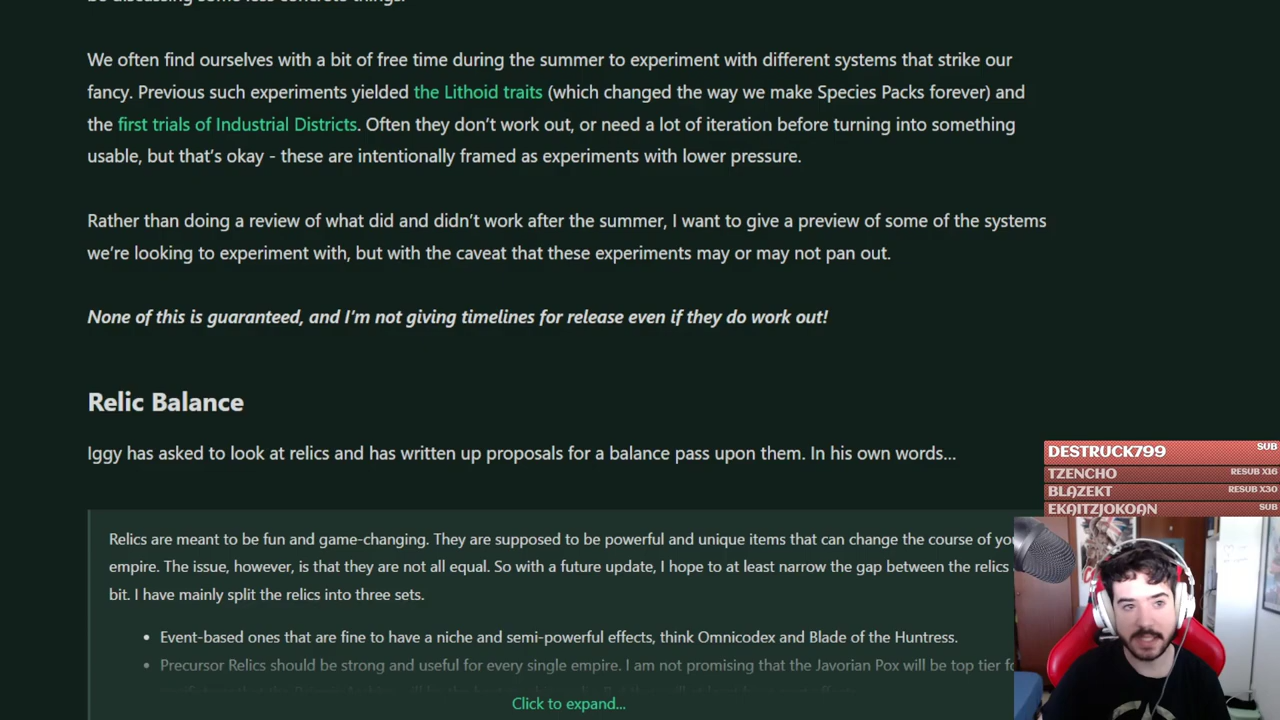 We often find ourselves with a bit of free time during the summer to experiment with different systems that strike our
fancy. Previous such experiments yielded the Lithoid traits (which changed the way we make Species Packs forever) and
the first trials of Industrial Districts. Often they don’t work out, or need a lot of iteration before turning into something
usable, but that’s okay - these are intentionally framed as experiments with lower pressure.
Rather than doing a review of what did and didn’t work after the summer, I want to give a preview of some of the systems
we’re looking to experiment with, but with the caveat that these experiments may or may not pan out.
None of this is guaranteed, and I’m not giving timelines for release even if they do work out!
Relic Balance
Iggy has asked to look at relics and has written up proposals for a balance pass upon them. In his own words…
DESTRUCK799 SUB
TZENCHO RESUB X16
BLAZEKT RESUB X30
EKAITZJOKOAN SUB
Relics are meant to be fun and game-changing. They are supposed to be powerful and unique items that can change the course of
empire. The issue, however, is that they are not all equal. So with a future update, I hope to at least narrow the gap between the relics
bit. I have mainly split the relics into three sets.
• Event-based ones that are fine to have a niche and semi-powerful effects, think Omnicodex and Blade of the Huntress.
• Precursor Relics should be strong and useful for every single empire. I am not promising that the Javorian Pox will be top tier
Click to expand...